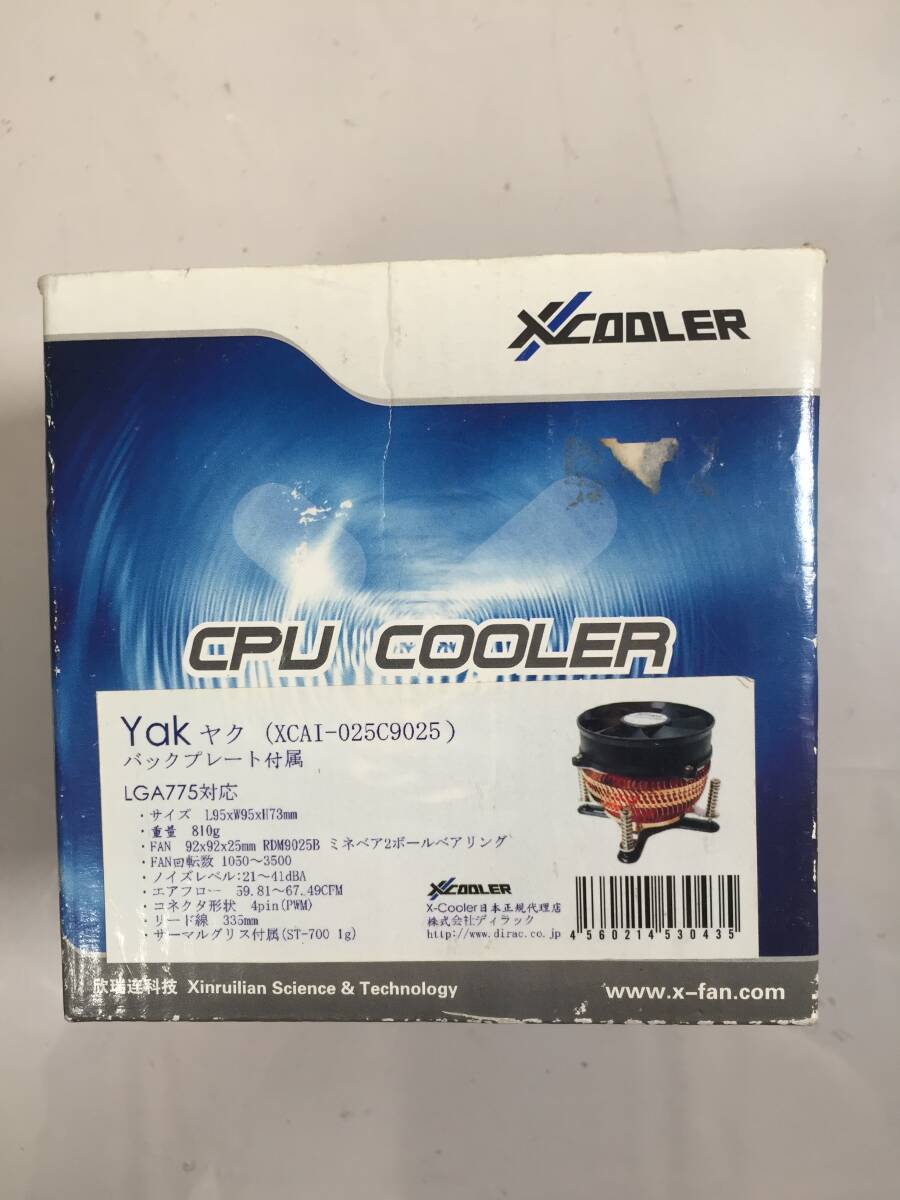 XCOOLER
CPU COOLER
Yak ヤク (XCAI-025C9025)
バックプレート付属
LGA775対応
・サイズ L95xW95xH73mm
・重量 810g
・FAN 92x92x25mm RDM9025B ミネベア2ボールベアリング
・FAN回転数 1050～3500
・ノイズレベル:21～41dBA
・エアフロー 59.81～67.49CFM
・コネクタ形状 4pin(PWM)
・リード線 335mm
・サーマルグリス付属(ST-700 1g)
XCOOLER
X-Cooler日本正規代理店
株式会社ディラック
http://www.dirac.co.jp
4560214530435
欣瑞连科技 Xinruilian Science & Technology
www.x-fan.com